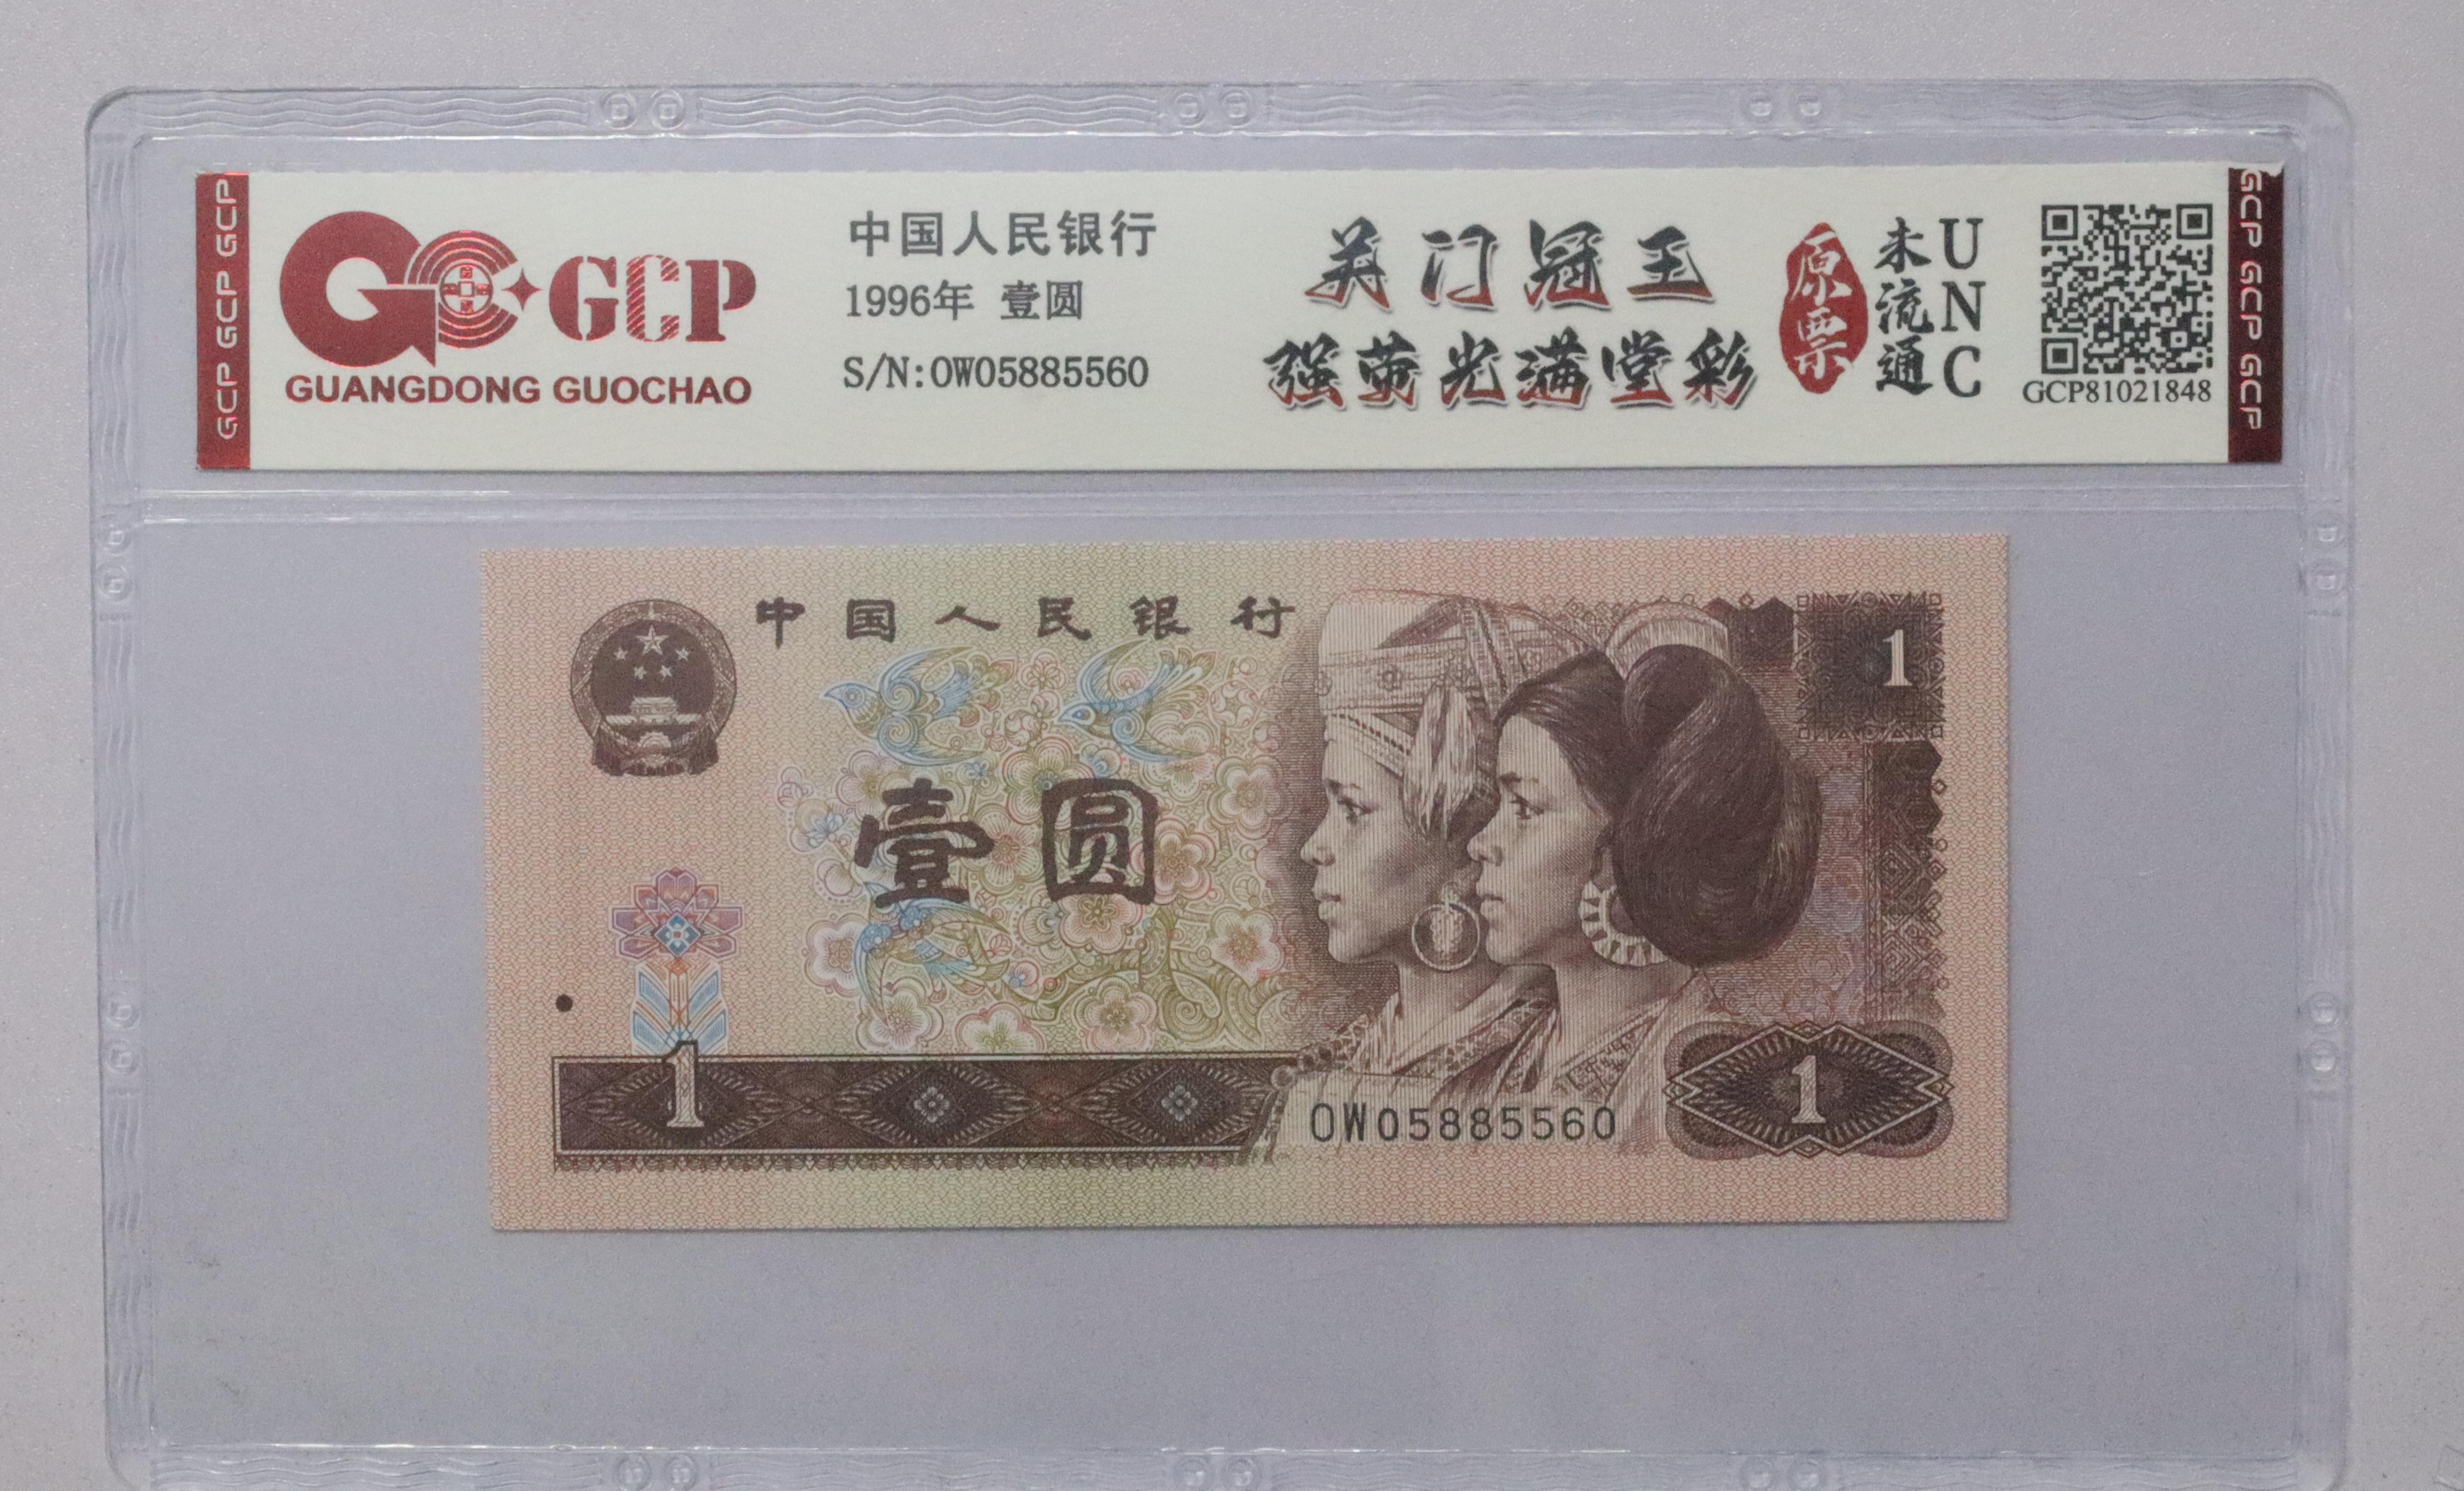 GCP GCP GCP
GCP
GUANGDONG GUOCHAO
中国人民银行
1996年 壹圆
S/N:OW05885560
关门冠王
强荧光满堂彩
原票
未流通
UNC
GCP81021848
GCP GCP GCP
中国人民银行
1
壹圆
1
OW05885560
1